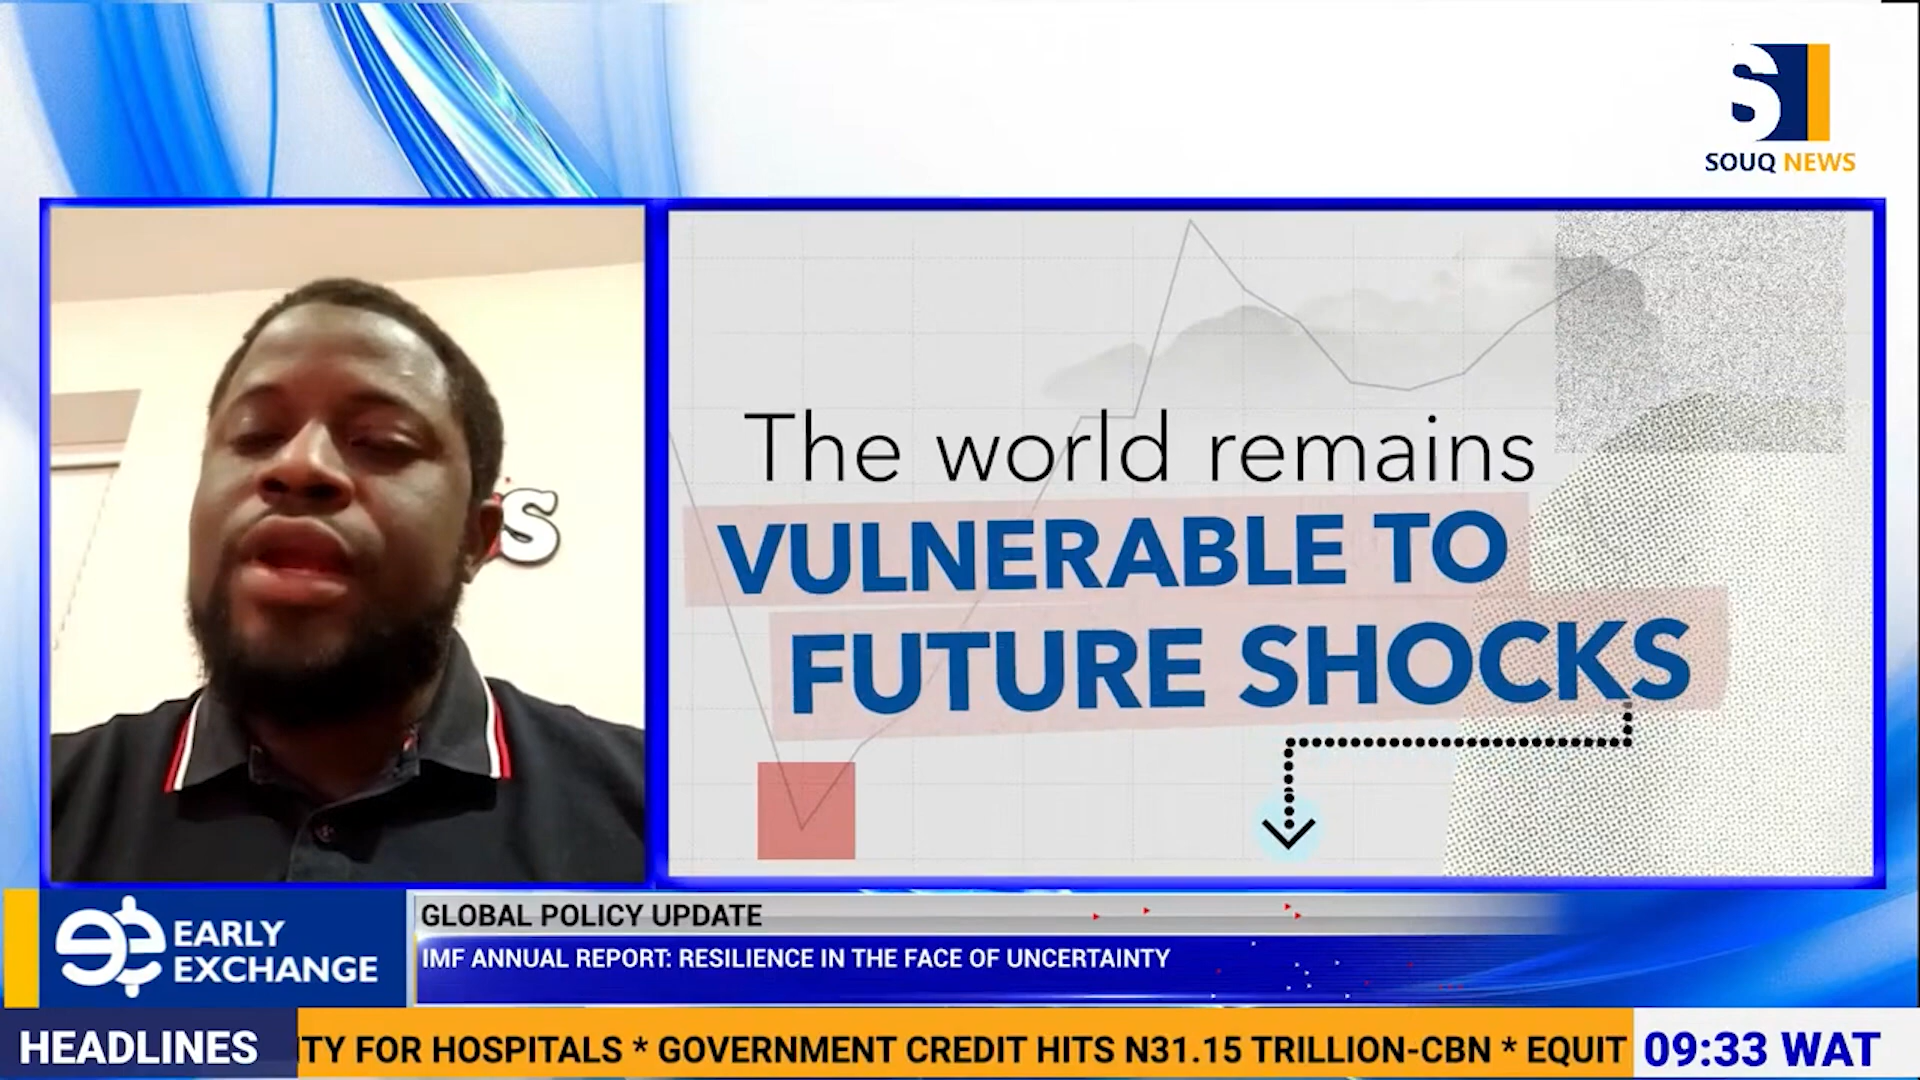 S
SOUQ NEWS
S
The world remains
VULNERABLE TO
FUTURE SHOCKS
EARLY
EXCHANGE
GLOBAL POLICY UPDATE
IMF ANNUAL REPORT: RESILIENCE IN THE FACE OF UNCERTAINTY
HEADLINES
ITY FOR HOSPITALS * GOVERNMENT CREDIT HITS N31.15 TRILLION-CBN * EQUIT
09:33 WAT